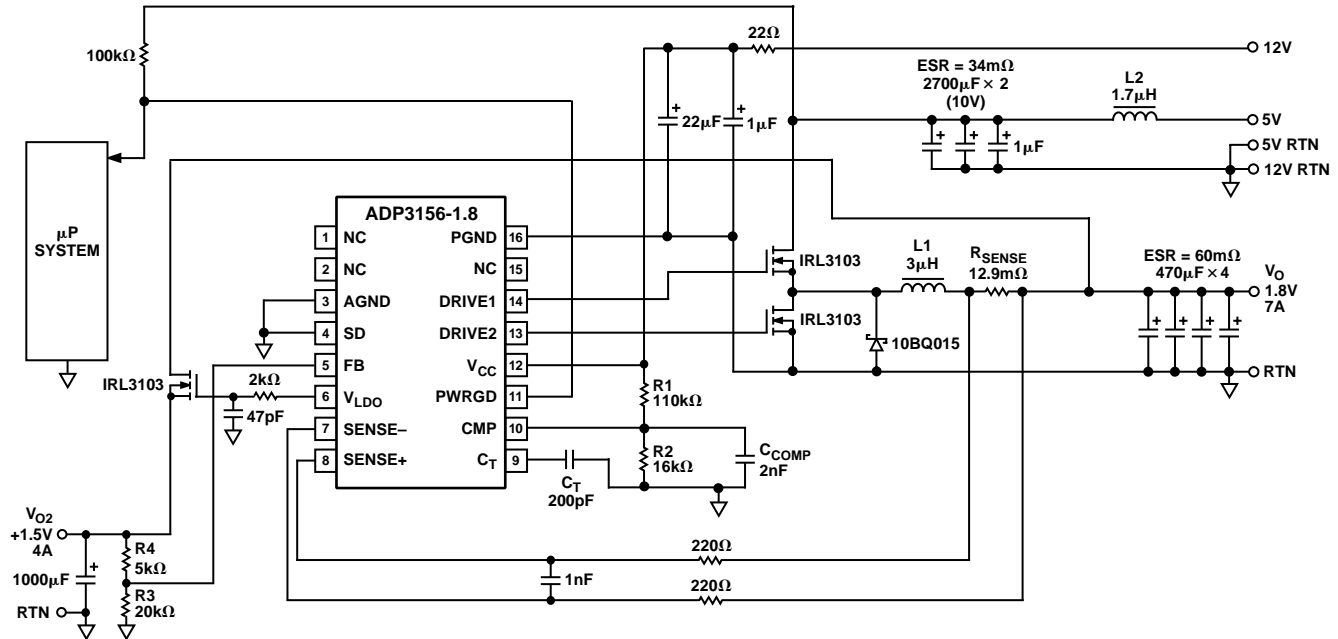 100kΩ
22Ω
12V
ESR = 34mΩ
2700μF × 2
(10V)
L2
1.7μH
5V
22μF
1μF
1μF
5V RTN
12V RTN
μP
SYSTEM
ADP3156-1.8
1 NC PGND 16
2 NC NC 15
3 AGND DRIVE1 14
4 SD DRIVE2 13
5 FB VCC 12
6 VLDO PWRGD 11
7 SENSE– CMP 10
8 SENSE+ CT 9
IRL3103
IRL3103
L1
3μH
RSENSE
12.9mΩ
ESR = 60mΩ
470μF × 4
VO
1.8V
7A
10BQ015
RTN
IRL3103
2kΩ
47pF
R1
110kΩ
R2
16kΩ
CCOMP
2nF
CT
200pF
VO2
+1.5V
4A
R4
5kΩ
1000μF
R3
20kΩ
RTN
220Ω
1nF
220Ω